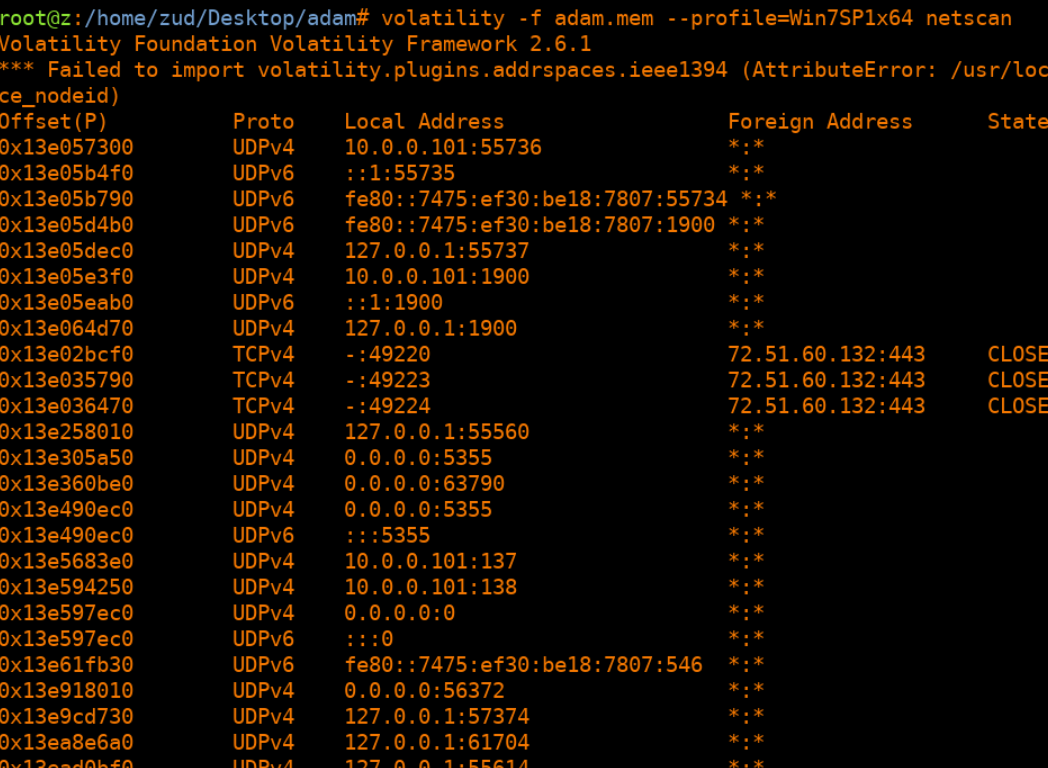 root@z:/home/zud/Desktop/adam# volatility -f adam.mem --profile=Win7SP1x64 netscan
Volatility Foundation Volatility Framework 2.6.1
*** Failed to import volatility.plugins.addrspaces.ieee1394 (AttributeError: /usr/loc
ce_nodeid)
Offset(P) Proto Local Address Foreign Address State
0x13e057300 UDPv4 10.0.0.101:55736 *:*
0x13e05b4f0 UDPv6 ::1:55735 *:*
0x13e05b790 UDPv6 fe80::7475:ef30:be18:7807:55734 *:*
0x13e05d4b0 UDPv6 fe80::7475:ef30:be18:7807:1900 *:*
0x13e05dec0 UDPv4 127.0.0.1:55737 *:*
0x13e05e3f0 UDPv4 10.0.0.101:1900 *:*
0x13e05eab0 UDPv6 ::1:1900 *:*
0x13e064d70 UDPv4 127.0.0.1:1900 *:*
0x13e02bcf0 TCPv4 -:49220 72.51.60.132:443 CLOSE
0x13e035790 TCPv4 -:49223 72.51.60.132:443 CLOSE
0x13e036470 TCPv4 -:49224 72.51.60.132:443 CLOSE
0x13e258010 UDPv4 127.0.0.1:55560 *:*
0x13e305a50 UDPv4 0.0.0.0:5355 *:*
0x13e360be0 UDPv4 0.0.0.0:63790 *:*
0x13e490ec0 UDPv4 0.0.0.0:5355 *:*
0x13e490ec0 UDPv6 :::5355 *:*
0x13e5683e0 UDPv4 10.0.0.101:137 *:*
0x13e594250 UDPv4 10.0.0.101:138 *:*
0x13e597ec0 UDPv4 0.0.0.0:0 *:*
0x13e597ec0 UDPv6 :::0 *:*
0x13e61fb30 UDPv6 fe80::7475:ef30:be18:7807:546 *:*
0x13e918010 UDPv4 0.0.0.0:56372 *:*
0x13e9cd730 UDPv4 127.0.0.1:57374 *:*
0x13ea8e6a0 UDPv4 127.0.0.1:61704 *:*
0x13ead0bf0 UDPv4 127.0.0.1:55614 *:*